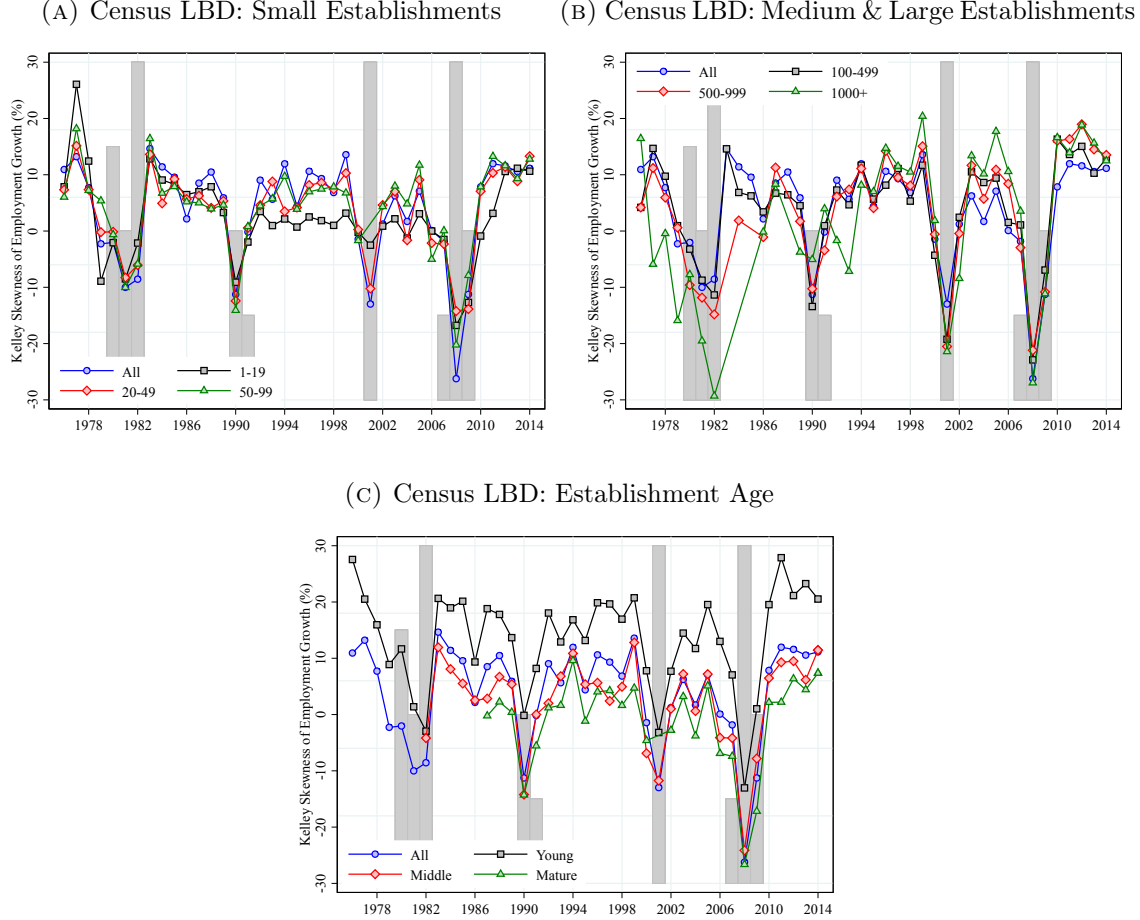 (A) Census LBD: Small Establishments
(B) Census LBD: Medium & Large Establishments
Kelley Skewness of Employment Growth (%)
30
20
10
0
-10
-20
-30
All
1-19
20-49
50-99
1978 1982 1986 1990 1994 1998 2002 2006 2010 2014
Kelley Skewness of Employment Growth (%)
30
20
10
0
-10
-20
-30
All
100-499
500-999
1000+
1978 1982 1986 1990 1994 1998 2002 2006 2010 2014
(C) Census LBD: Establishment Age
Kelley Skewness of Employment Growth (%)
30
20
10
0
-10
-20
-30
All
Young
Middle
Mature
1978 1982 1986 1990 1994 1998 2002 2006 2010 2014